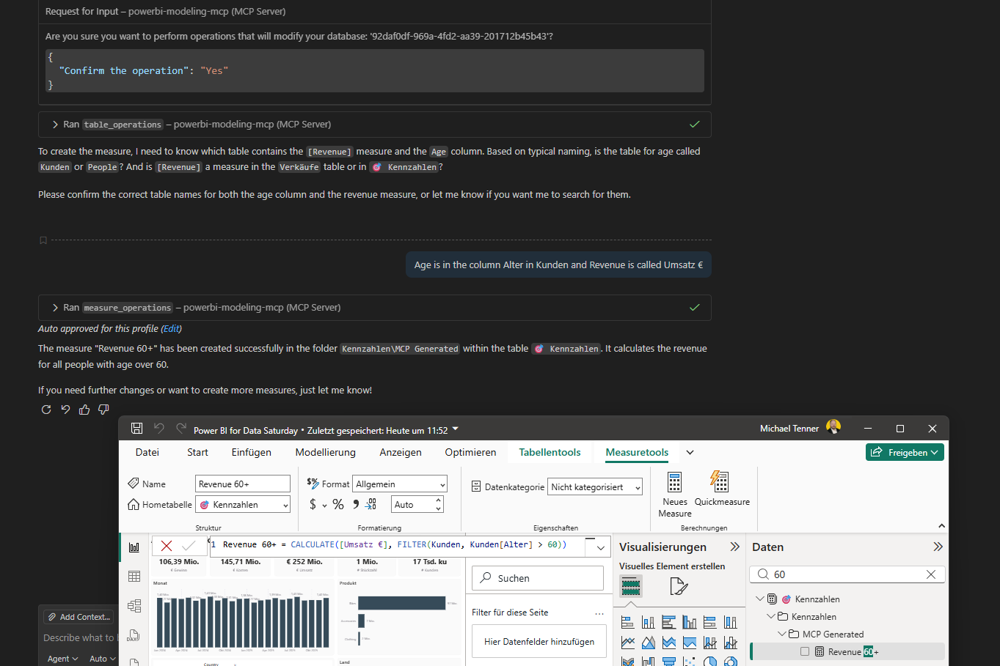 Request for Input – powerbi-modeling-mcp (MCP Server)
Are you sure you want to perform operations that will modify your database: '92daf0df-969a-4fd2-aa39-201712b45b43'?
{
"Confirm the operation": "Yes"
}
Ran table_operations – powerbi-modeling-mcp (MCP Server)
To create the measure, I need to know which table contains the [Revenue] measure and the Age column. Based on typical naming, is the table for age called
Kunden or People? And is [Revenue] a measure in the Verkäufe table or in 🎯 Kennzahlen?
Please confirm the correct table names for both the age column and the revenue measure, or let me know if you want me to search for them.
Age is in the column Alter in Kunden and Revenue is called Umsatz €
Ran measure_operations – powerbi-modeling-mcp (MCP Server)
Auto approved for this profile (Edit)
The measure "Revenue 60+" has been created successfully in the folder Kennzahlen\MCP Generated within the table 🎯 Kennzahlen. It calculates the revenue
for all people with age over 60.
If you need further changes or want to create more measures, just let me know!
Power BI for Data Saturday • Zuletzt gespeichert: Heute um 11:52
Michael Tenner
Datei Start Einfügen Modellierung Anzeigen Optimieren Tabellentools Measuretools
Freigeben
Name Revenue 60+
Hometabelle 🎯 Kennzahlen
Struktur
Format Allgemein
$ % Auto
Formatierung
Datenkategorie Nicht kategorisiert
Eigenschaften
Neues Measure
Quickmeasure
Berechnungen
1 Revenue 60+ = CALCULATE([Umsatz €], FILTER(Kunden, Kunden[Alter] > 60))
106,39 Mio. 145,71 Mio. € 252 Mio. 1 Mio. 17 Tsd. ku
€ Gewinn € Kosten € Umsatz # Stückzahl # Kunden
Monat
Produkt
Country
Land
Suchen
Filter für diese Seite
...
Hier Datenfelder hinzufügen
Visualisierungen
Visuelles Element erstellen
Daten
60
🎯 Kennzahlen
Kennzahlen
MCP Generated
Revenue 60+
DAX
Add Context...
Describe what to
Agent
Auto